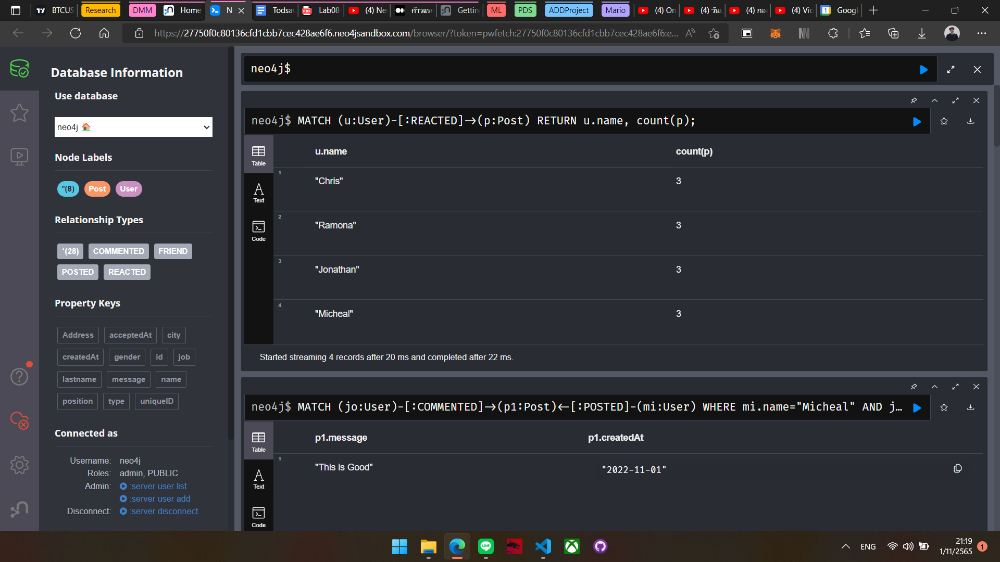 BTCUS
Research
DMM
Home
N
Todsa
Lab08
(4) Ne
ก้าวแรก
Gettin
ML
PDS
ADDProject
Mario
(4) On
(4) วัน
(4) กอ
(4) Vic
Googl
https://27750f0c80136cfd1cbb7cec428ae6f6.neo4jsandbox.com/browser/?token=pwfetch:27750f0c80136cfd1cbb7cec428ae6f6:e...
Database Information
Use database
neo4j
Node Labels
*(8) Post User
Relationship Types
*(28) COMMENTED FRIEND
POSTED REACTED
Property Keys
Address acceptedAt city
createdAt gender id job
lastname message name
position type uniqueID
Connected as
Username: neo4j
Roles: admin, PUBLIC
Admin: :server user list
:server user add
Disconnect: :server disconnect
neo4j$
neo4j$ MATCH (u:User)-[:REACTED]->(p:Post) RETURN u.name, count(p);
Table
Text
Code
u.name count(p)
1 "Chris" 3
2 "Ramona" 3
3 "Jonathan" 3
4 "Micheal" 3
Started streaming 4 records after 20 ms and completed after 22 ms.
neo4j$ MATCH (jo:User)-[:COMMENTED]->(p1:Post)<-[:POSTED]-(mi:User) WHERE mi.name="Micheal" AND j…
Table
Text
Code
p1.message p1.createdAt
1 "This is Good" "2022-11-01"
LINE
ENG
21:19
1/11/2565
1